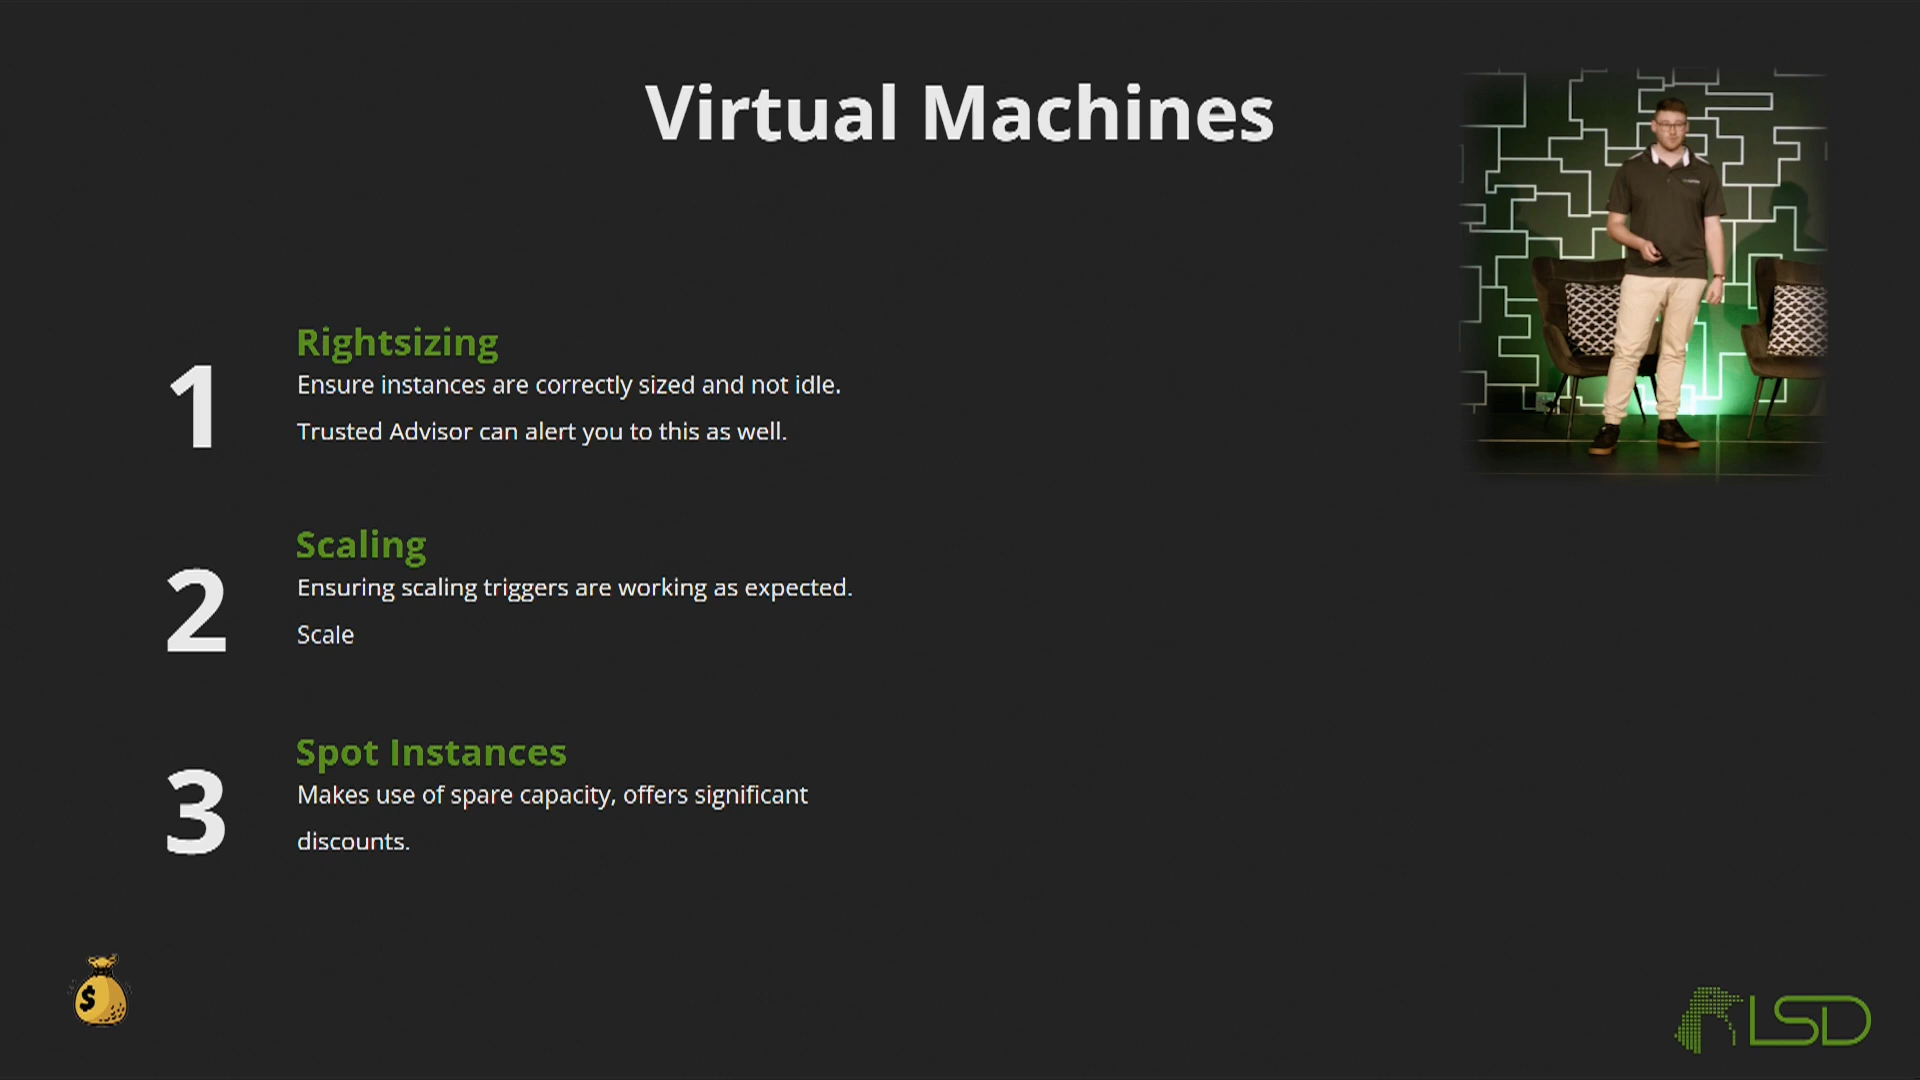 Virtual Machines
1
Rightsizing
Ensure instances are correctly sized and not idle.
Trusted Advisor can alert you to this as well.
2
Scaling
Ensuring scaling triggers are working as expected.
Scale
3
Spot Instances
Makes use of spare capacity, offers significant
discounts.
$
LSD